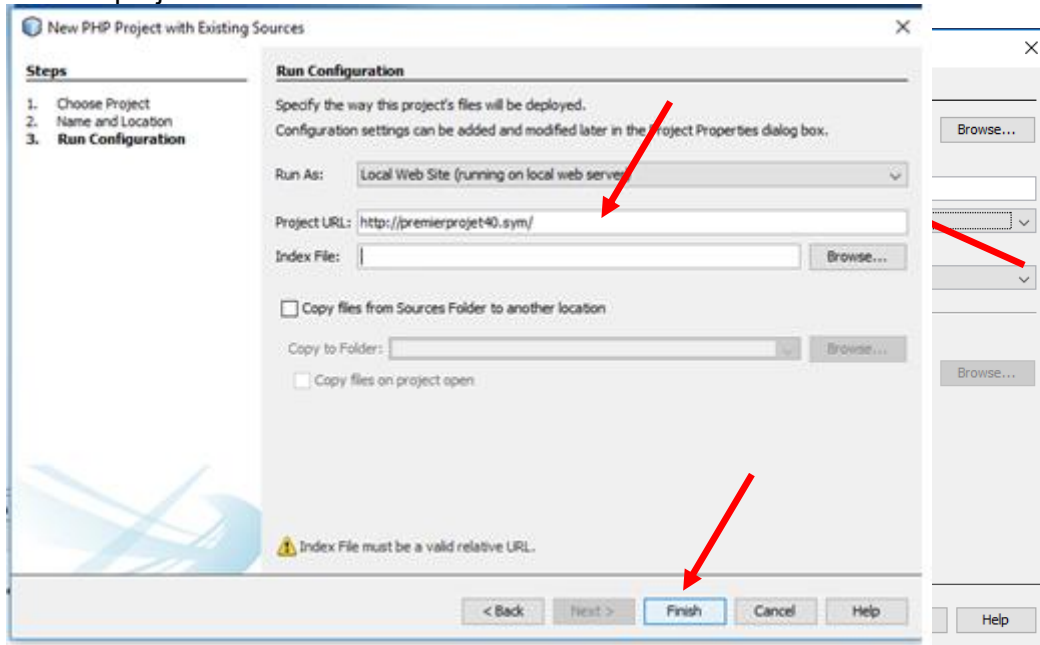 New PHP Project with Existing Sources
Steps
1. Choose Project
2. Name and Location
3. Run Configuration
Run Configuration
Specify the way this project's files will be deployed.
Configuration settings can be added and modified later in the Project Properties dialog box.
Run As: Local Web Site (running on local web server)
Project URL: http://premierprojet40.sym/
Index File: Browse...
Copy files from Sources Folder to another location
Copy to Folder: Browse...
Copy files on project open
Index File must be a valid relative URL.
< Back Next > Finish Cancel Help
Browse...
Browse...
Help